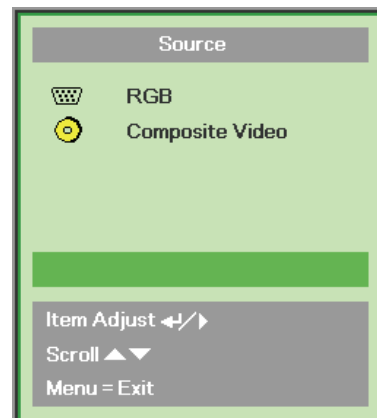 Source
RGB
Composite Video
Item Adjust ↵/▶
Scroll ▲▼
Menu = Exit